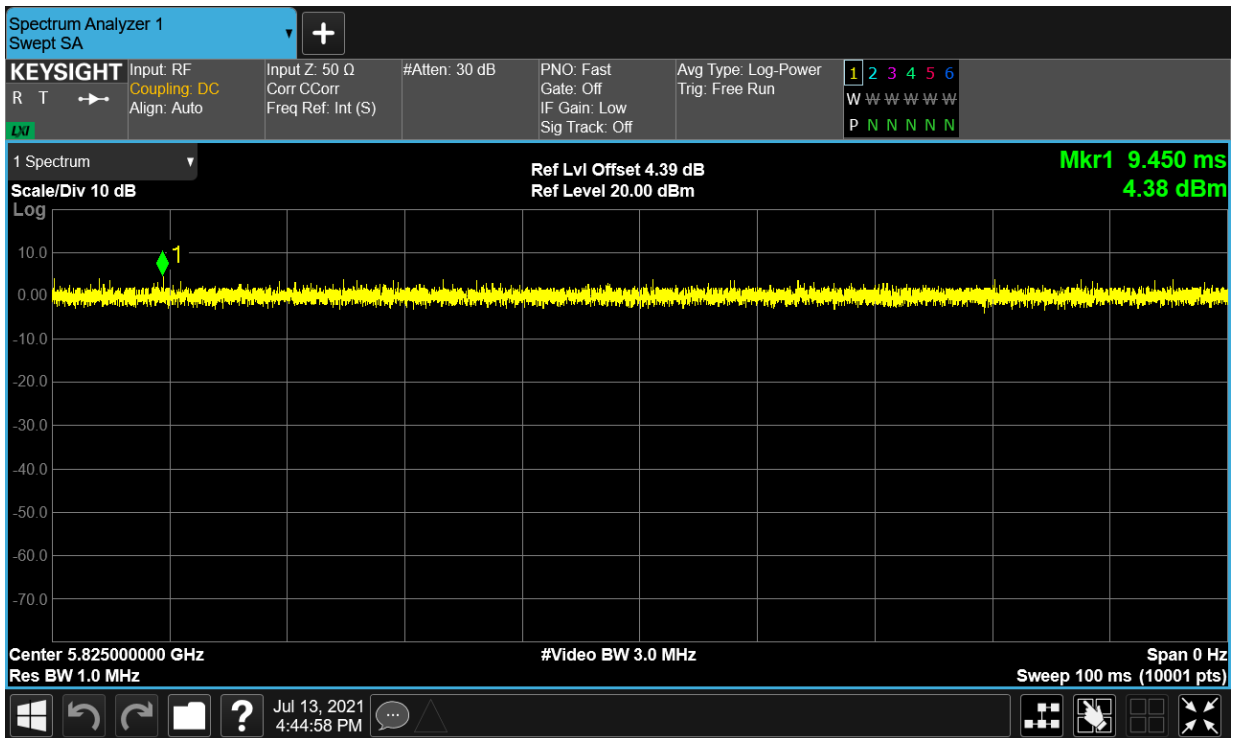 Spectrum Analyzer 1
Swept SA
KEYSIGHT
R T
LXI
Input: RF
Coupling: DC
Align: Auto
Input Z: 50 Ω
Corr CCorr
Freq Ref: Int (S)
#Atten: 30 dB
PNO: Fast
Gate: Off
IF Gain: Low
Sig Track: Off
Avg Type: Log-Power
Trig: Free Run
1 2 3 4 5 6
W W W W W W
P N N N N N
1 Spectrum
Scale/Div 10 dB
Ref Lvl Offset 4.39 dB
Ref Level 20.00 dBm
Mkr1 9.450 ms
4.38 dBm
Log
10.0
0.00
-10.0
-20.0
-30.0
-40.0
-50.0
-60.0
-70.0
1
Center 5.825000000 GHz
Res BW 1.0 MHz
#Video BW 3.0 MHz
Span 0 Hz
Sweep 100 ms (10001 pts)
Jul 13, 2021
4:44:58 PM